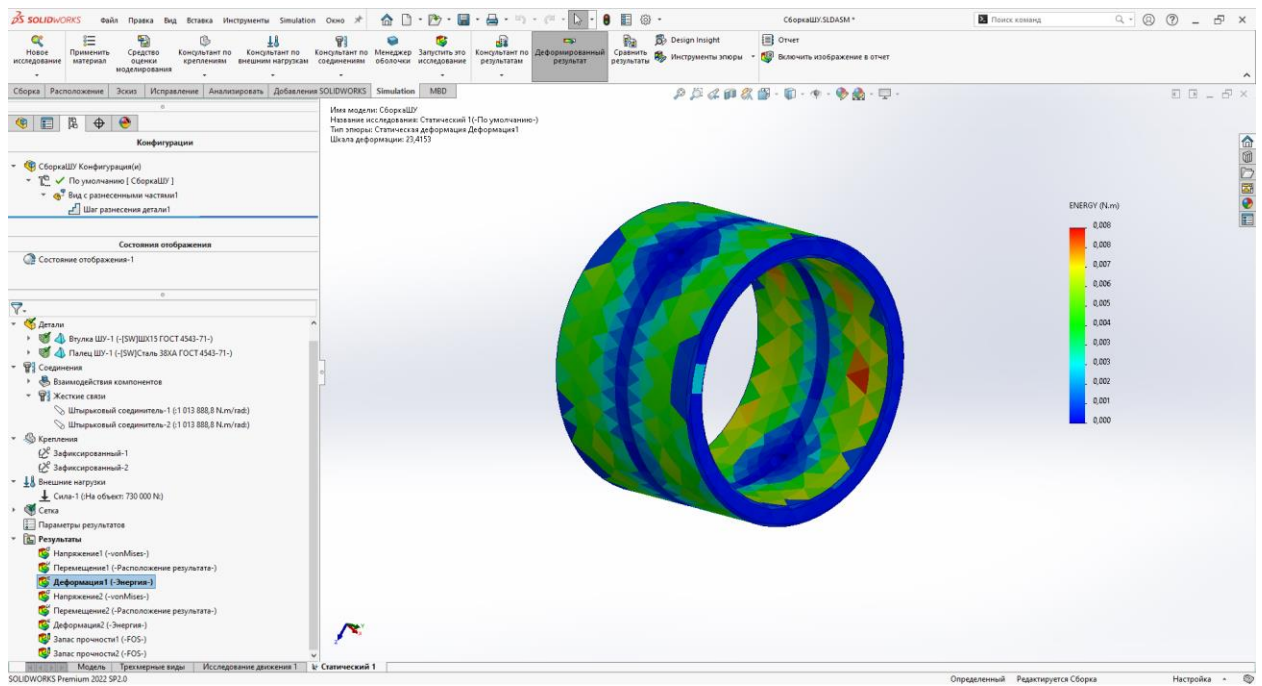 SOLIDWORKS Файл Правка Вид Вставка Инструменты Simulation Окно СборкаШУ.SLDASM * Поиск команд
Новое исследование
Применить материал
Средство оценки моделирования
Консультант по креплениям
Консультант по внешним нагрузкам
Консультант по соединениям
Менеджер оболочки
Запустить это исследование
Консультант по результатам
Деформированный результат
Сравнить результаты
Design Insight
Инструменты эпюры
Отчет
Включить изображение в отчет
Сборка Расположение Эскиз Исправление Анализировать Добавления SOLIDWORKS Simulation MBD
Имя модели: СборкаШУ
Название исследования: Статический 1(-По умолчанию-)
Тип эпюры: Статическая деформация Деформация1
Шкала деформации: 23,4153
Конфигурации
СборкаШУ Конфигурация(и)
По умолчанию [ СборкаШУ ]
Вид с разнесенными частями1
Шаг разнесения детали1
Состояния отображения
Состояние отображения-1
Детали
Втулка ШУ-1 (-[SW]ШХ15 ГОСТ 4543-71-)
Палец ШУ-1 (-[SW]Сталь 38ХА ГОСТ 4543-71-)
Соединения
Взаимодействия компонентов
Жесткие связи
Штырьковый соединитель-1 (:1 013 888,8 N.m/rad:)
Штырьковый соединитель-2 (:1 013 888,8 N.m/rad:)
Крепления
Зафиксированный-1
Зафиксированный-2
Внешние нагрузки
Сила-1 (:На объект: 730 000 N:)
Сетка
Параметры результатов
Результаты
Напряжение1 (-vonMises-)
Перемещение1 (-Расположение результата-)
Деформация1 (-Энергия-)
Напряжение2 (-vonMises-)
Перемещение2 (-Расположение результата-)
Деформация2 (-Энергия-)
Запас прочности1 (-FOS-)
Запас прочности2 (-FOS-)
ENERGY (N.m)
0,008
0,008
0,007
0,006
0,005
0,004
0,003
0,003
0,002
0,001
0,000
Модель Трехмерные виды Исследование движения 1 Статический 1
SOLIDWORKS Premium 2022 SP2.0 Определенный Редактируется Сборка Настройка